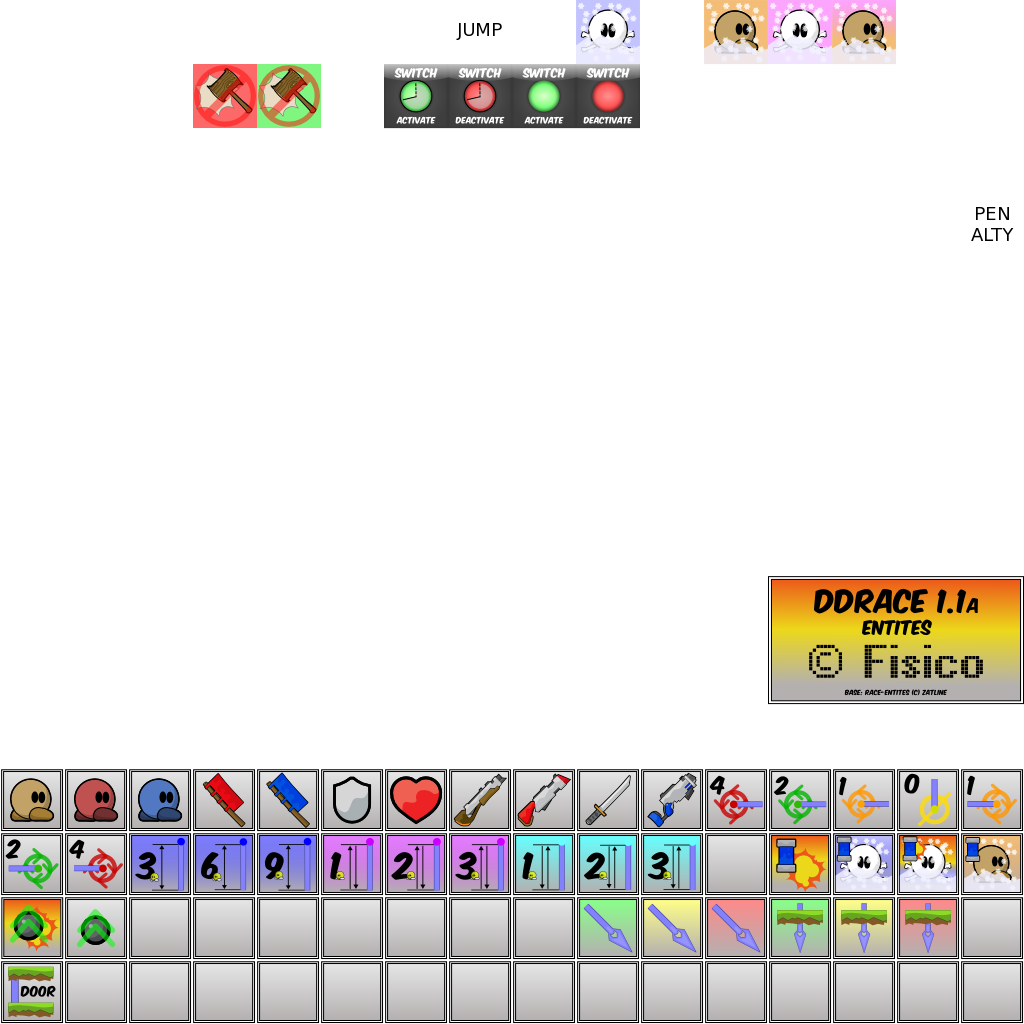 JUMP
SWITCH SWITCH SWITCH SWITCH
ACTIVATE DEACTIVATE ACTIVATE DEACTIVATE
PEN
ALTY
DDRACE 1.1A
ENTITES
© Fisico
BASE: RACE-ENTITES (C) ZATLINE
4 2 1 0 1
2 4 3 6 9 1 2 3 1 2 3
DOOR